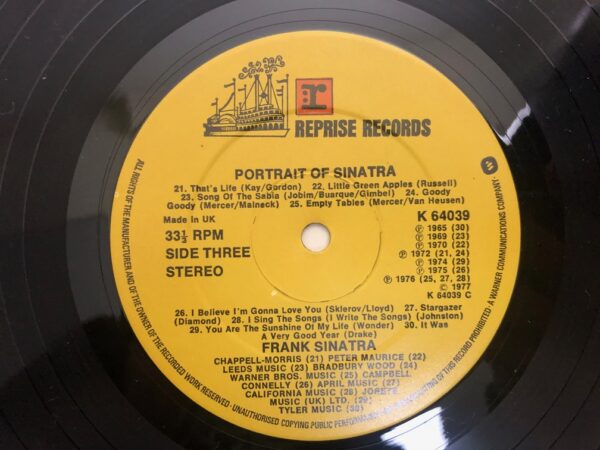 r
REPRISE RECORDS
PORTRAIT OF SINATRA
21. That's Life (Kay/Gordon) 22. Little Green Apples (Russell)
23. Song Of The Sabia (Jobim/Buarque/Gimbel) 24. Goody
Goody (Mercer/Malneck) 25. Empty Tables (Mercer/Van Heusen)
Made in UK
33⅓ RPM
SIDE THREE
STEREO
K 64039
℗ 1965 (30)
℗ 1969 (23)
℗ 1970 (22)
℗ 1972 (21, 24)
℗ 1974 (29)
℗ 1975 (26)
℗ 1976 (25, 27, 28)
© 1977
K 64039 C
26. I Believe I'm Gonna Love You (Sklerov/Lloyd) 27. Stargazer
(Diamond) 28. I Sing The Songs (I Write The Songs) (Johnston)
29. You Are The Sunshine Of My Life (Wonder) 30. It Was
A Very Good Year (Drake)
FRANK SINATRA
CHAPPELL-MORRIS (21) PETER MAURICE (22)
LEEDS MUSIC (23) BRADBURY WOOD (24)
WARNER BROS. MUSIC (25) CAMPBELL
CONNELLY (26) APRIL MUSIC (27)
CALIFORNIA MUSIC (28) JOBETE
MUSIC (UK) LTD. (29)
TYLER MUSIC (30)
ALL RIGHTS OF THE MANUFACTURER AND OF THE OWNER OF THE RECORDED WORK RESERVED · UNAUTHORISED COPYING PUBLIC PERFORMANCE AND BROADCASTING OF THIS RECORD PROHIBITED. A WARNER COMMUNICATIONS COMPANY ·